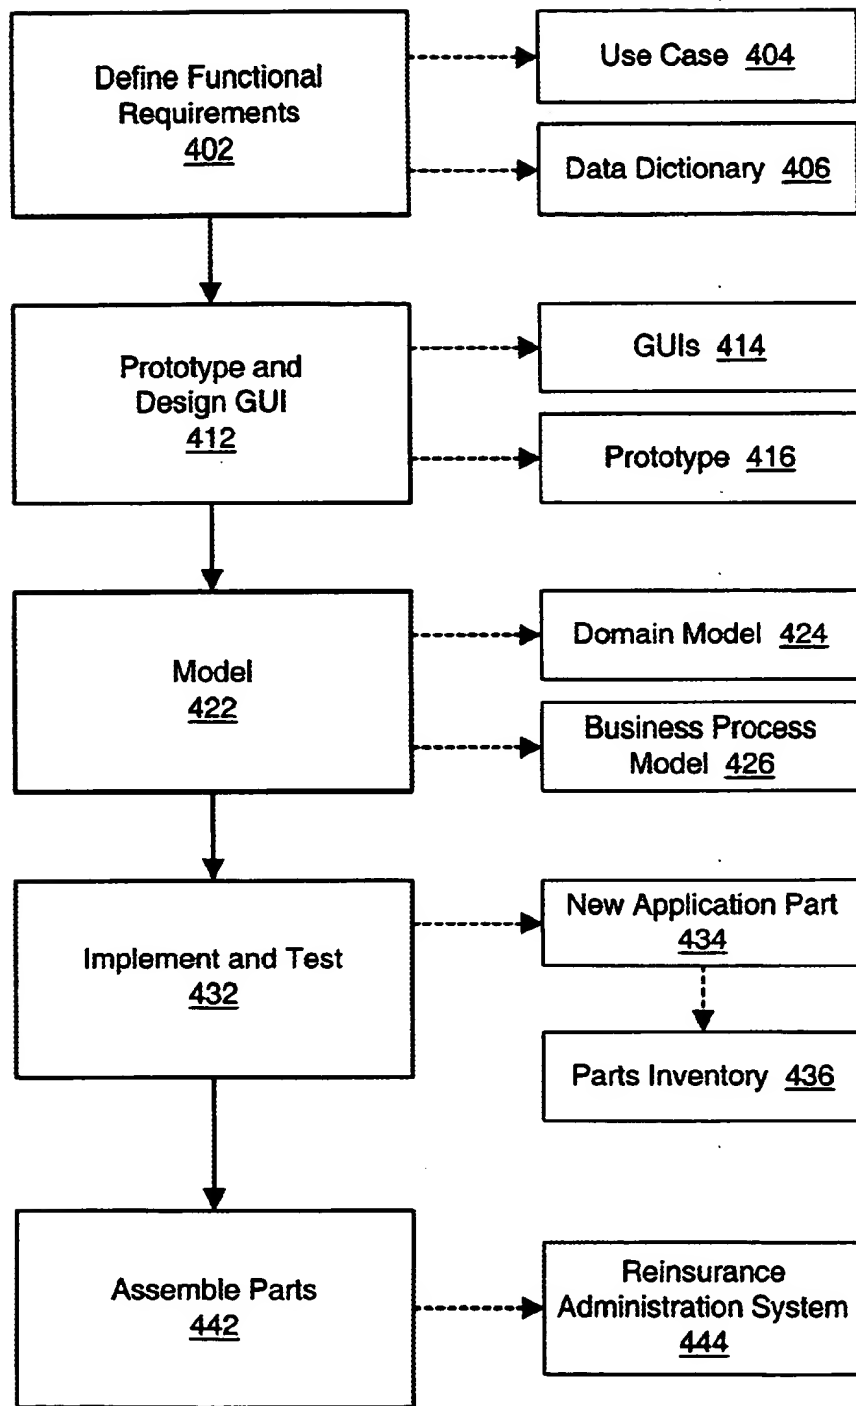 Define Functional
Requirements
402
Use Case 404
Data Dictionary 406
Prototype and
Design GUI
412
GUIs 414
Prototype 416
Model
422
Domain Model 424
Business Process
Model 426
Implement and Test
432
New Application Part
434
Parts Inventory 436
Assemble Parts
442
Reinsurance
Administration System
444